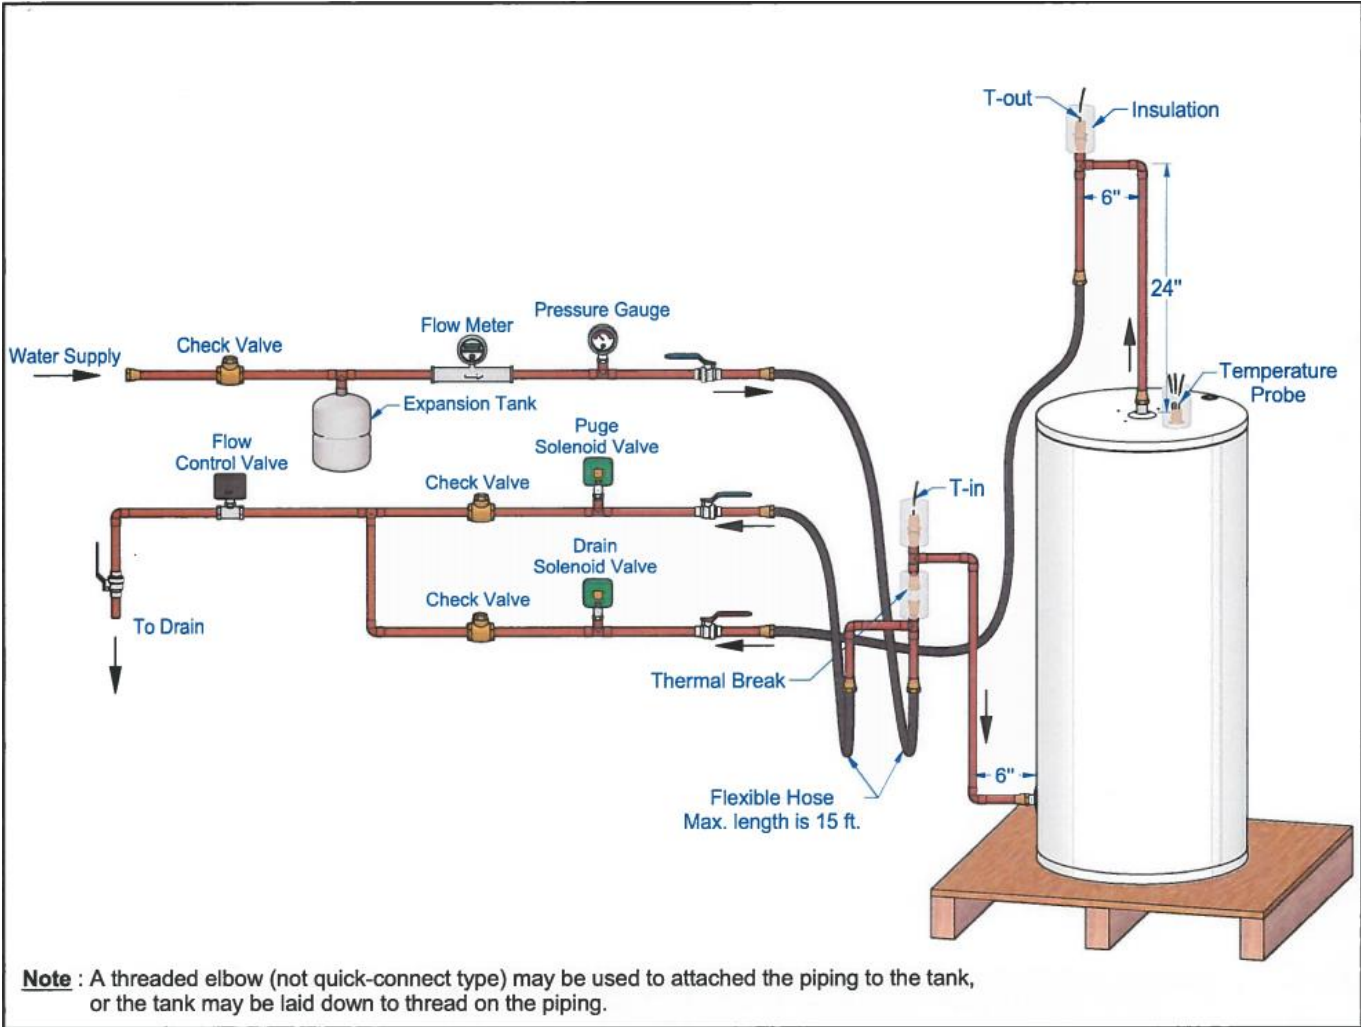 T-out
Insulation
6"
24"
Pressure Gauge
Flow Meter
Check Valve
Water Supply
Temperature
Probe
Expansion Tank
Flow
Control Valve
Puge
Solenoid Valve
Check Valve
T-in
Drain
Solenoid Valve
Check Valve
To Drain
Thermal Break
6"
Flexible Hose
Max. length is 15 ft.
Note : A threaded elbow (not quick-connect type) may be used to attached the piping to the tank,
or the tank may be laid down to thread on the piping.